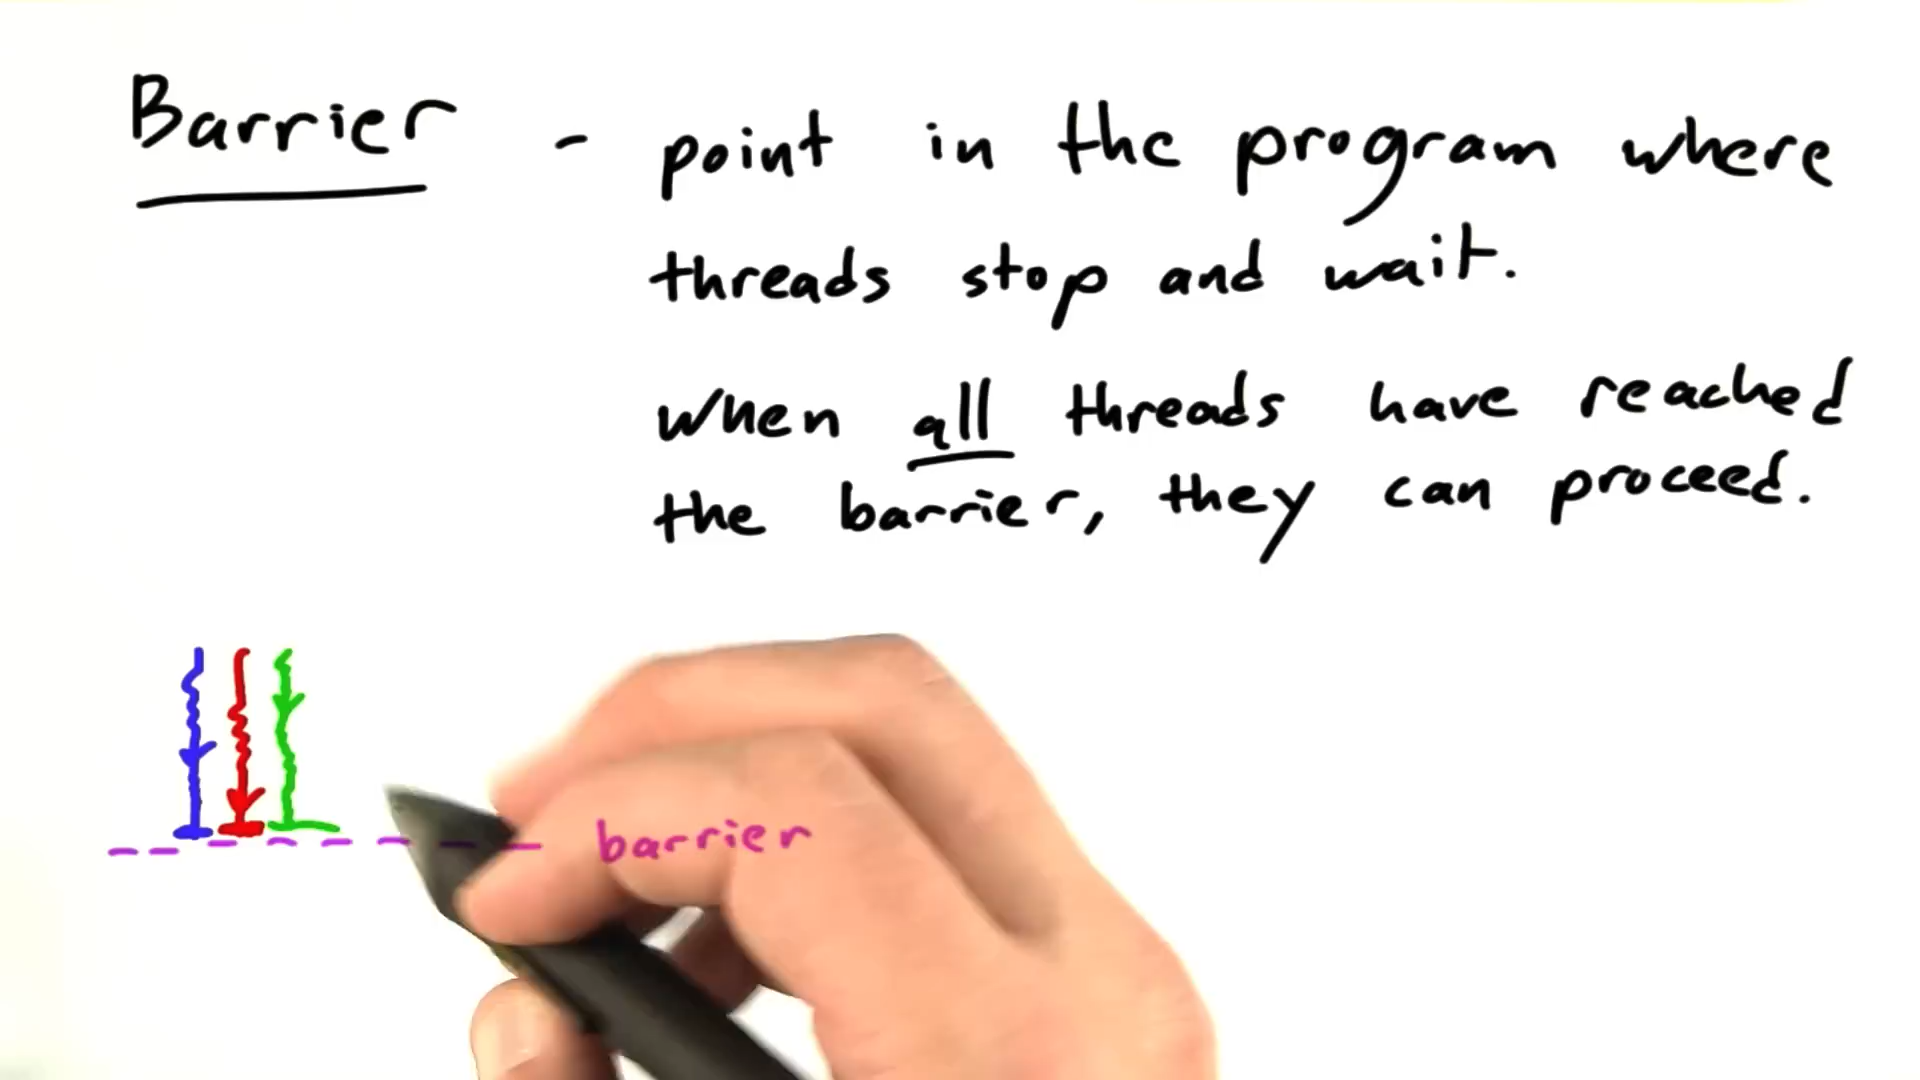 Barrier - point in the program where
threads stop and wait.
When all threads have reached
the barrier, they can proceed.
barrier